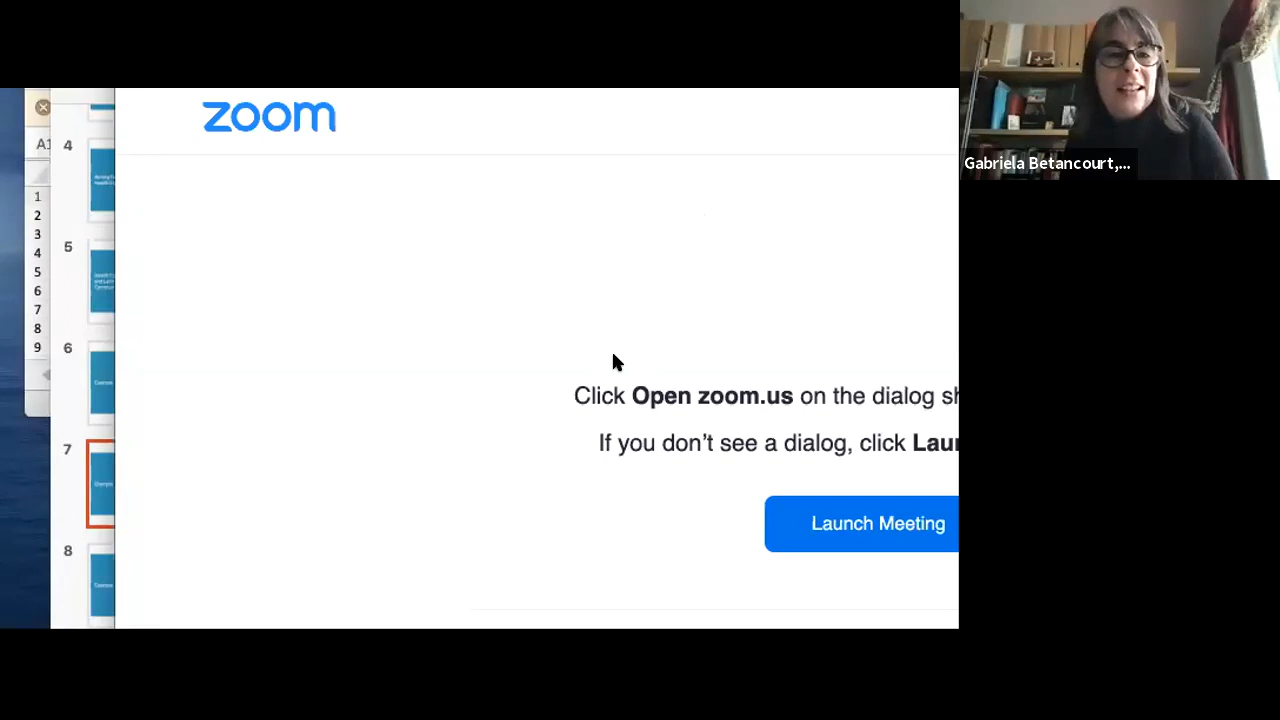 zoom
A1
4
1
2
3
4
5
6
7
8
9
5
6
7
8
Click Open zoom.us on the dialog sh
If you don't see a dialog, click Laun
Launch Meeting
Gabriela Betancourt,...